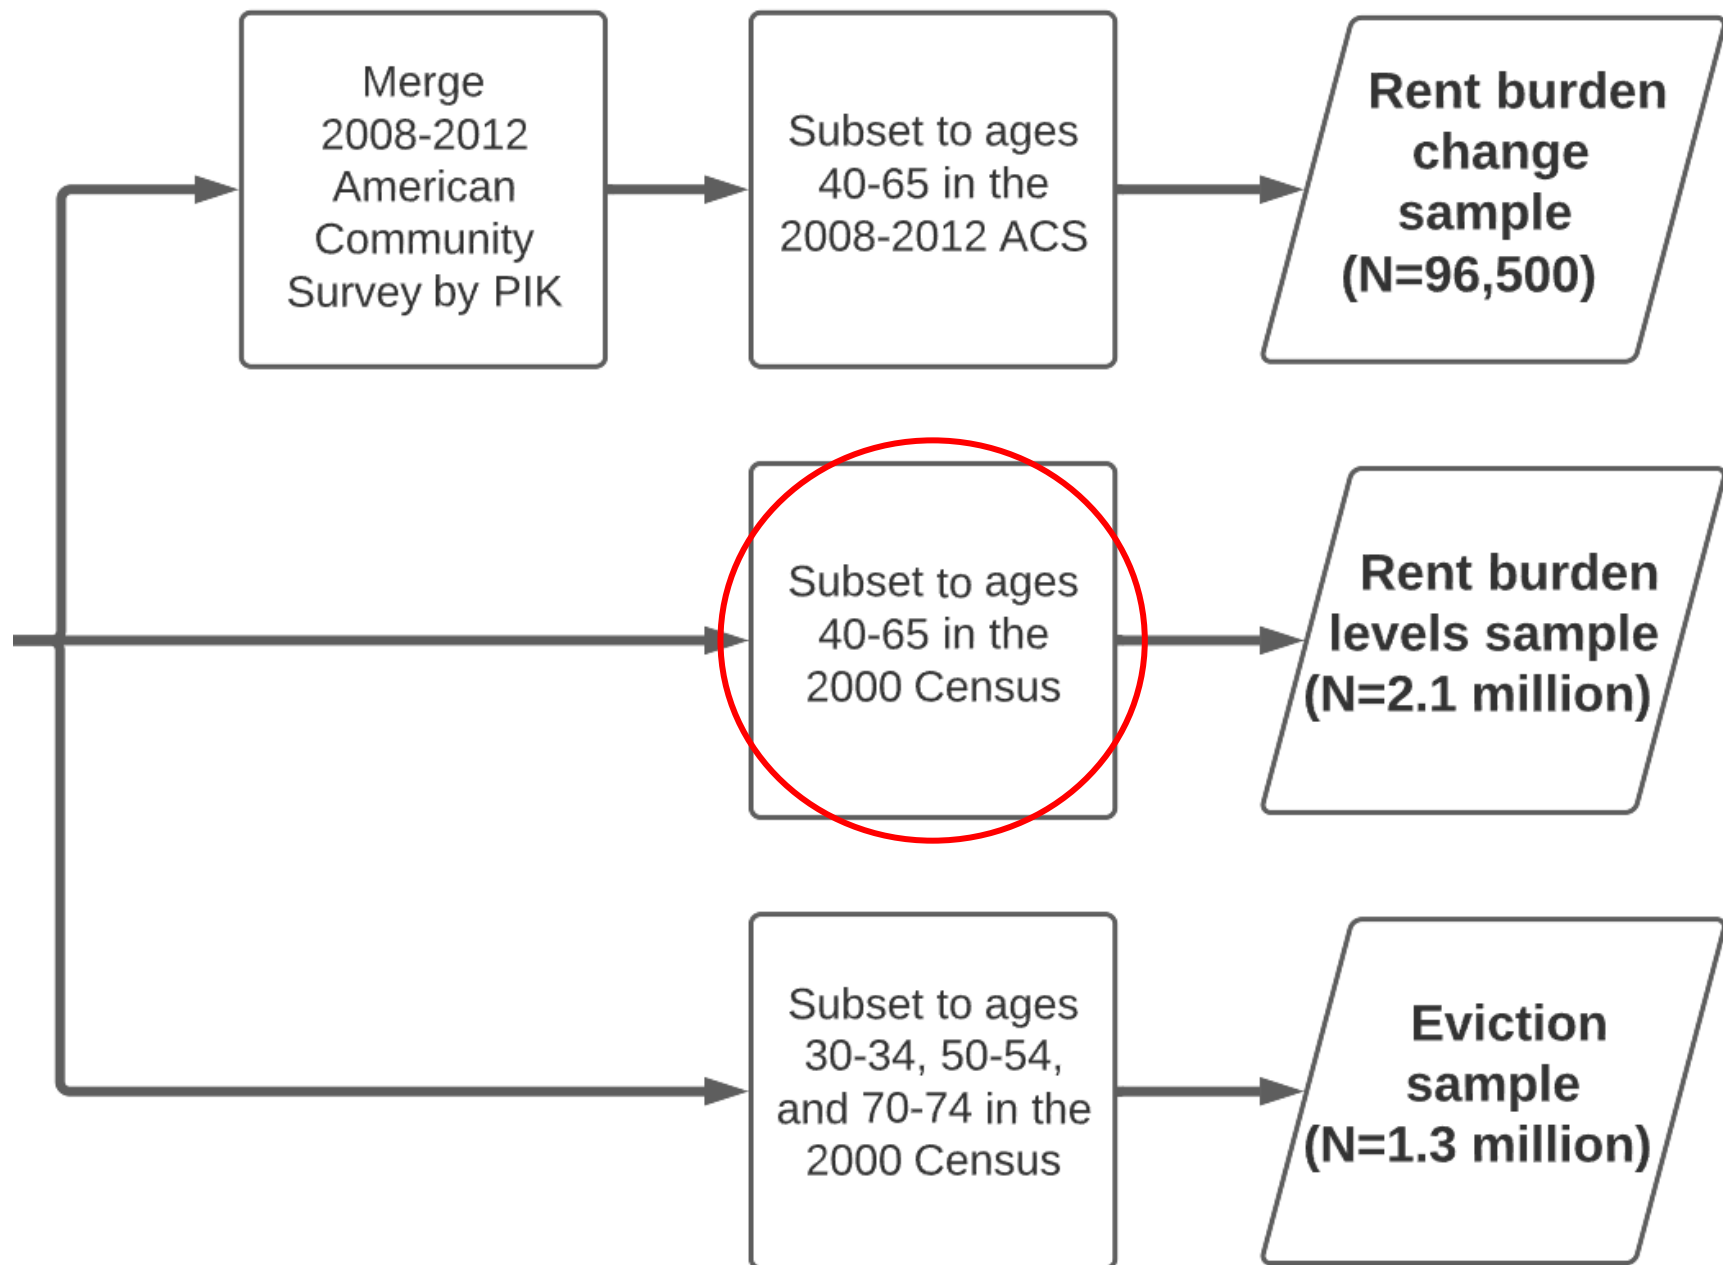 Merge
2008-2012
American
Community
Survey by PIK
Subset to ages
40-65 in the
2008-2012 ACS
Rent burden
change
sample
(N=96,500)
Subset to ages
40-65 in the
2000 Census
Rent burden
levels sample
(N=2.1 million)
Subset to ages
30-34, 50-54,
and 70-74 in the
2000 Census
Eviction
sample
(N=1.3 million)